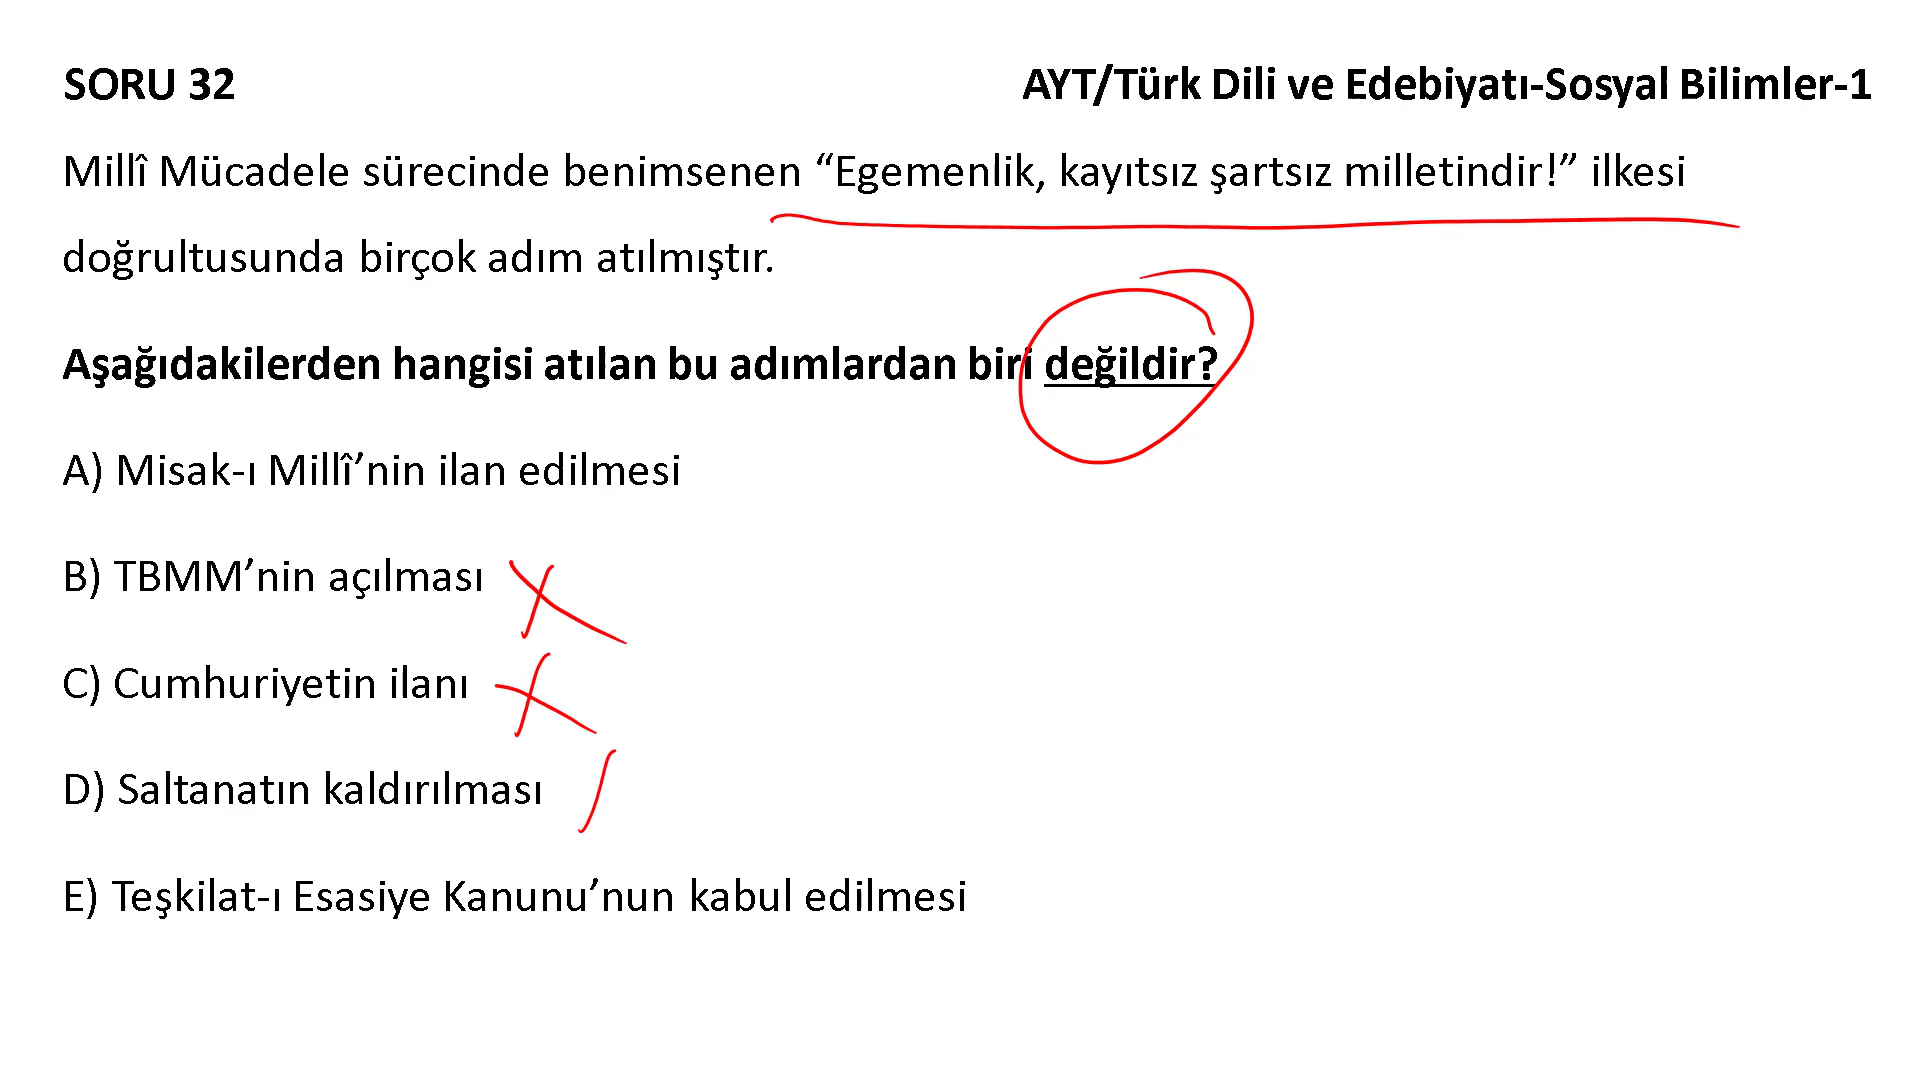 SORU 32
AYT/Türk Dili ve Edebiyatı-Sosyal Bilimler-1
Millî Mücadele sürecinde benimsenen “Egemenlik, kayıtsız şartsız milletindir!” ilkesi
doğrultusunda birçok adım atılmıştır.
Aşağıdakilerden hangisi atılan bu adımlardan biri değildir?
A) Misak-ı Millî’nin ilan edilmesi
B) TBMM’nin açılması
C) Cumhuriyetin ilanı
D) Saltanatın kaldırılması
E) Teşkilat-ı Esasiye Kanunu’nun kabul edilmesi